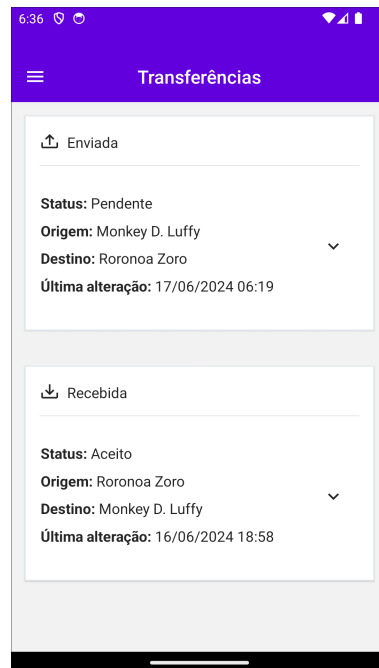 6:36
Transferências
Enviada
Status: Pendente
Origem: Monkey D. Luffy
Destino: Roronoa Zoro
Última alteração: 17/06/2024 06:19
Recebida
Status: Aceito
Origem: Roronoa Zoro
Destino: Monkey D. Luffy
Última alteração: 16/06/2024 18:58